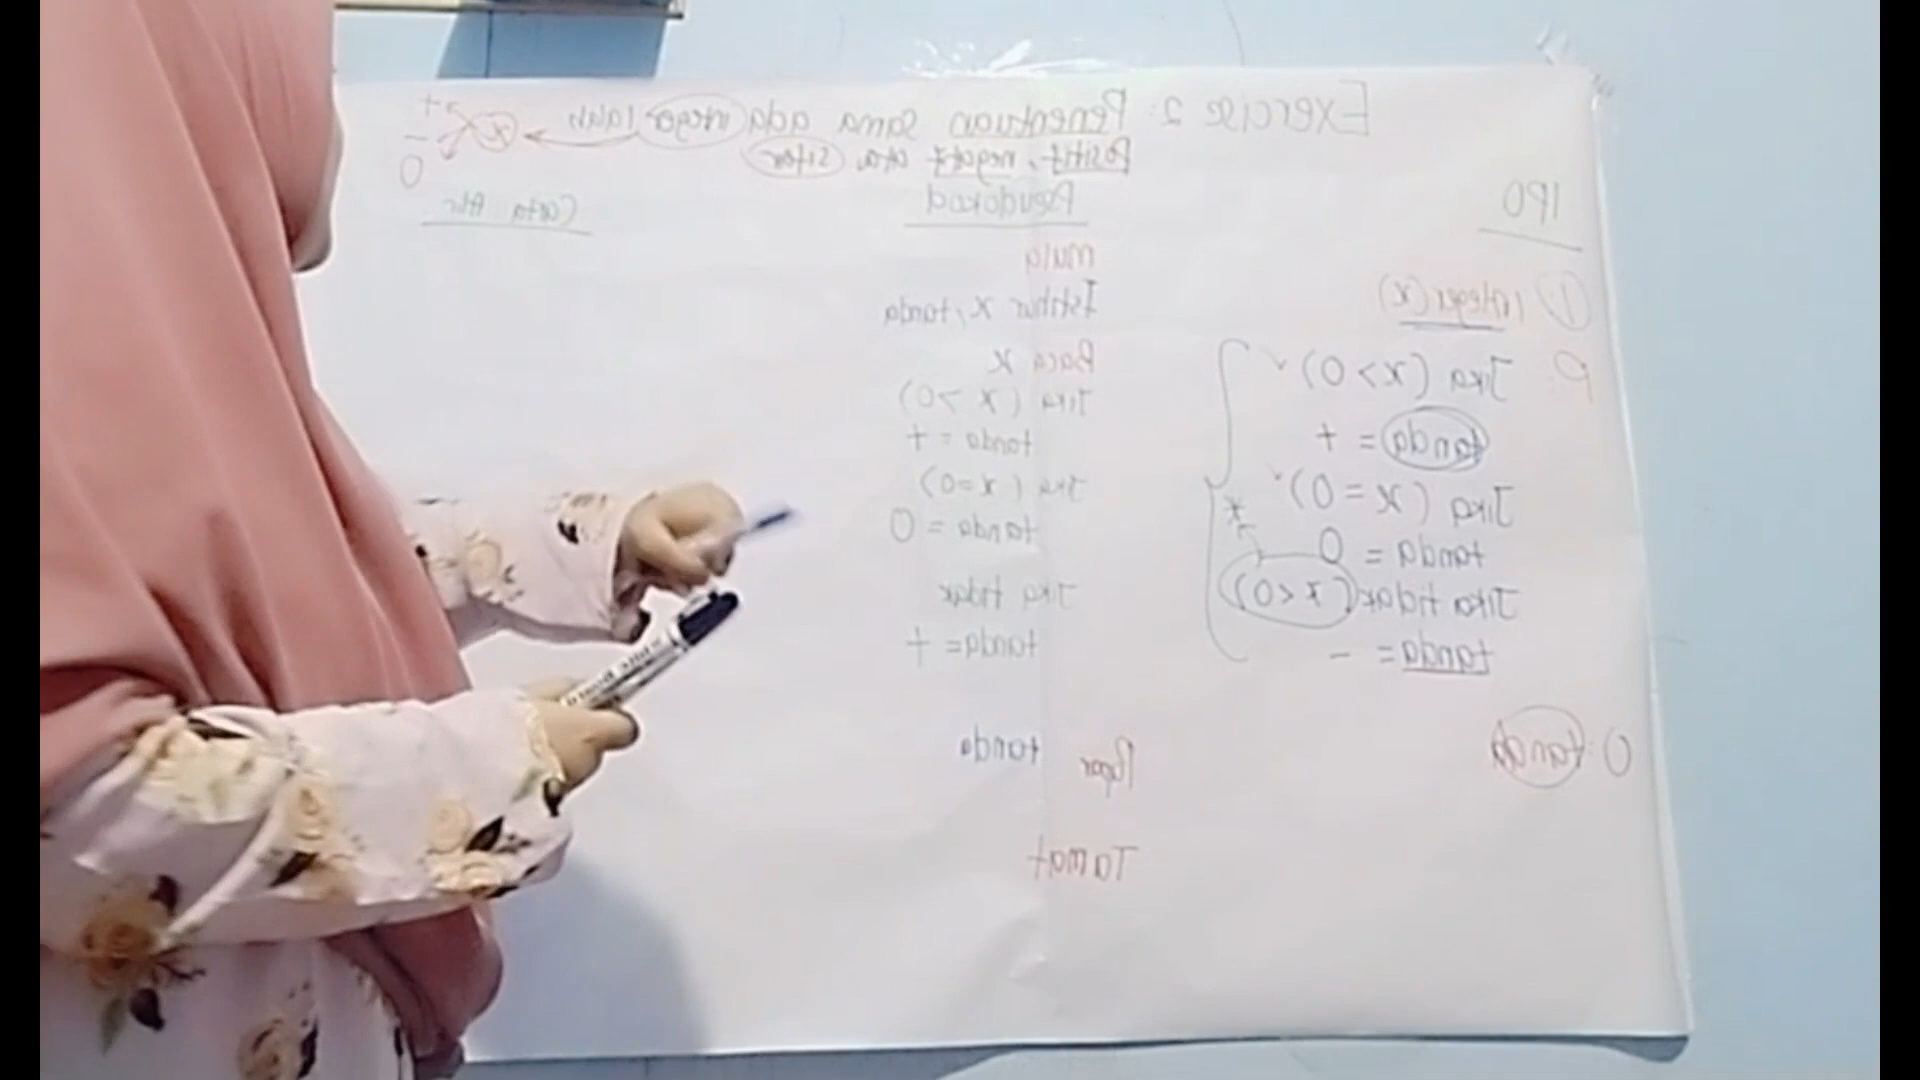 Exercise 2: Penentuan sama ada integer ialah
Positif, negatif atau sifar
x
+
-
0
IPO
① Integer (x)
P: Jika (x > 0)
tanda = +
Jika (x = 0)
tanda = 0
Jika tidak (x < 0) *
tanda = -
O: tanda
Pseudokod
Mula
Isytihar x, tanda
Baca x
Jika (x > 0)
tanda = +
Jika (x = 0)
tanda = 0
Jika tidak
tanda = +
Papar tanda
Tamat
Carta Alir